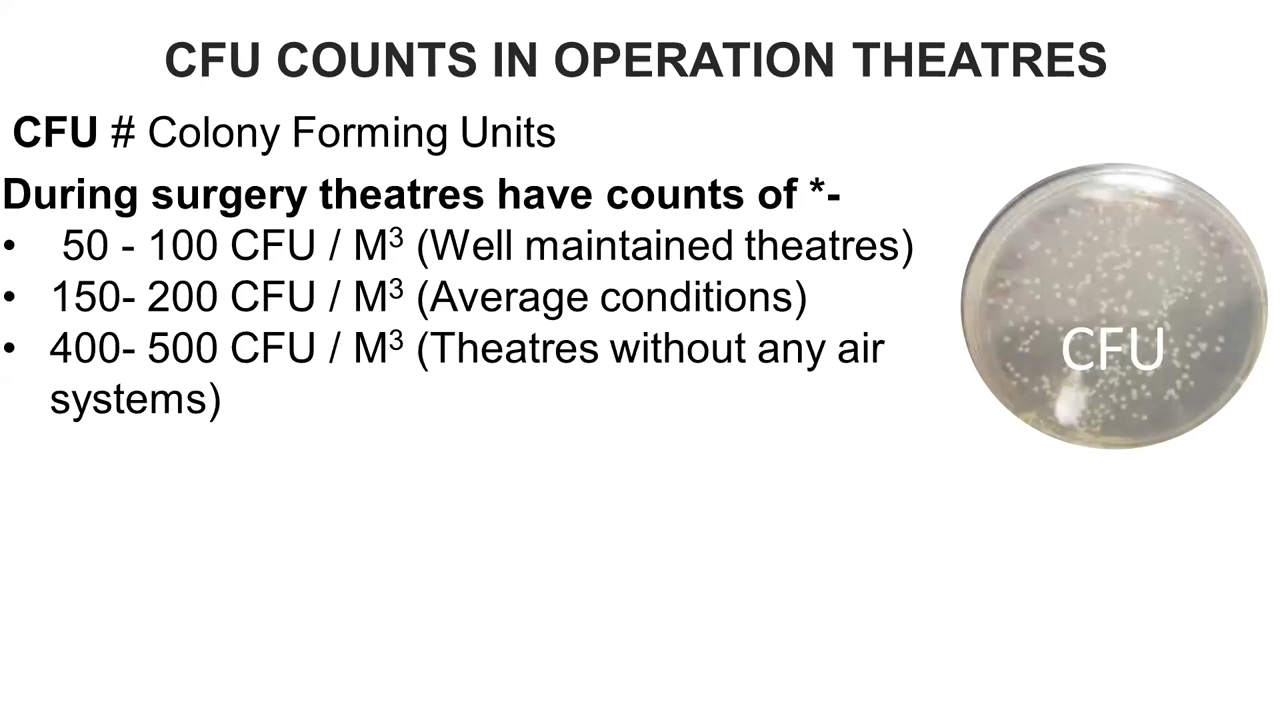 CFU COUNTS IN OPERATION THEATRES
CFU # Colony Forming Units
During surgery theatres have counts of *-
• 50 - 100 CFU / M³ (Well maintained theatres)
• 150- 200 CFU / M³ (Average conditions)
• 400- 500 CFU / M³ (Theatres without any air
systems)
CFU